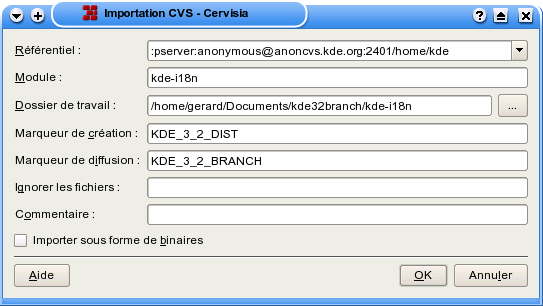 Importation CVS - Cervisia
Référentiel : :pserver:anonymous@anoncvs.kde.org:2401/home/kde
Module : kde-i18n
Dossier de travail : /home/gerard/Documents/kde32branch/kde-i18n ...
Marqueur de création : KDE_3_2_DIST
Marqueur de diffusion : KDE_3_2_BRANCH
Ignorer les fichiers :
Commentaire :
Importer sous forme de binaires
Aide OK Annuler